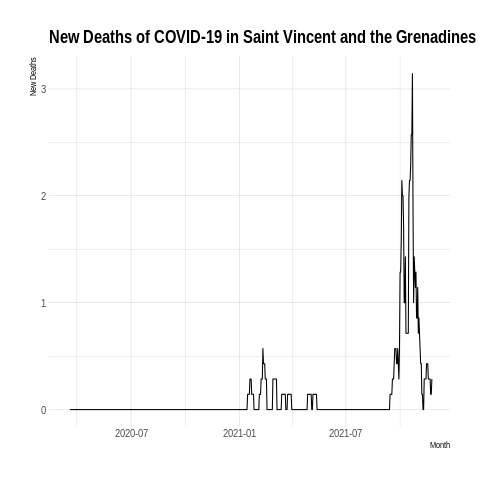 New Deaths of COVID-19 in Saint Vincent and the Grenadines
New Deaths
3
2
1
0
2020-07
2021-01
2021-07
Month